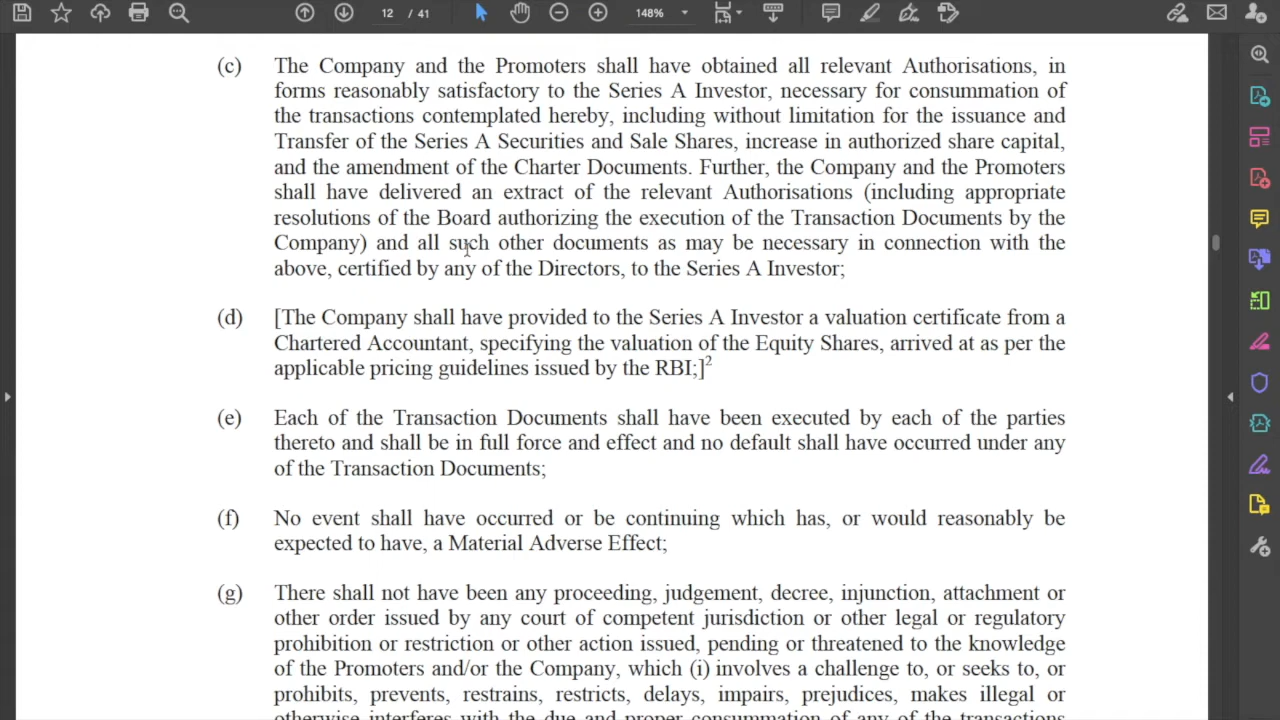 12 / 41
148%
(c) The Company and the Promoters shall have obtained all relevant Authorisations, in
forms reasonably satisfactory to the Series A Investor, necessary for consummation of
the transactions contemplated hereby, including without limitation for the issuance and
Transfer of the Series A Securities and Sale Shares, increase in authorized share capital,
and the amendment of the Charter Documents. Further, the Company and the Promoters
shall have delivered an extract of the relevant Authorisations (including appropriate
resolutions of the Board authorizing the execution of the Transaction Documents by the
Company) and all such other documents as may be necessary in connection with the
above, certified by any of the Directors, to the Series A Investor;
(d) [The Company shall have provided to the Series A Investor a valuation certificate from a
Chartered Accountant, specifying the valuation of the Equity Shares, arrived at as per the
applicable pricing guidelines issued by the RBI;]2
(e) Each of the Transaction Documents shall have been executed by each of the parties
thereto and shall be in full force and effect and no default shall have occurred under any
of the Transaction Documents;
(f) No event shall have occurred or be continuing which has, or would reasonably be
expected to have, a Material Adverse Effect;
(g) There shall not have been any proceeding, judgement, decree, injunction, attachment or
other order issued by any court of competent jurisdiction or other legal or regulatory
prohibition or restriction or other action issued, pending or threatened to the knowledge
of the Promoters and/or the Company, which (i) involves a challenge to, or seeks to, or
prohibits, prevents, restrains, restricts, delays, impairs, prejudices, makes illegal or
otherwise interferes with the due and proper consummation of any of the transactions